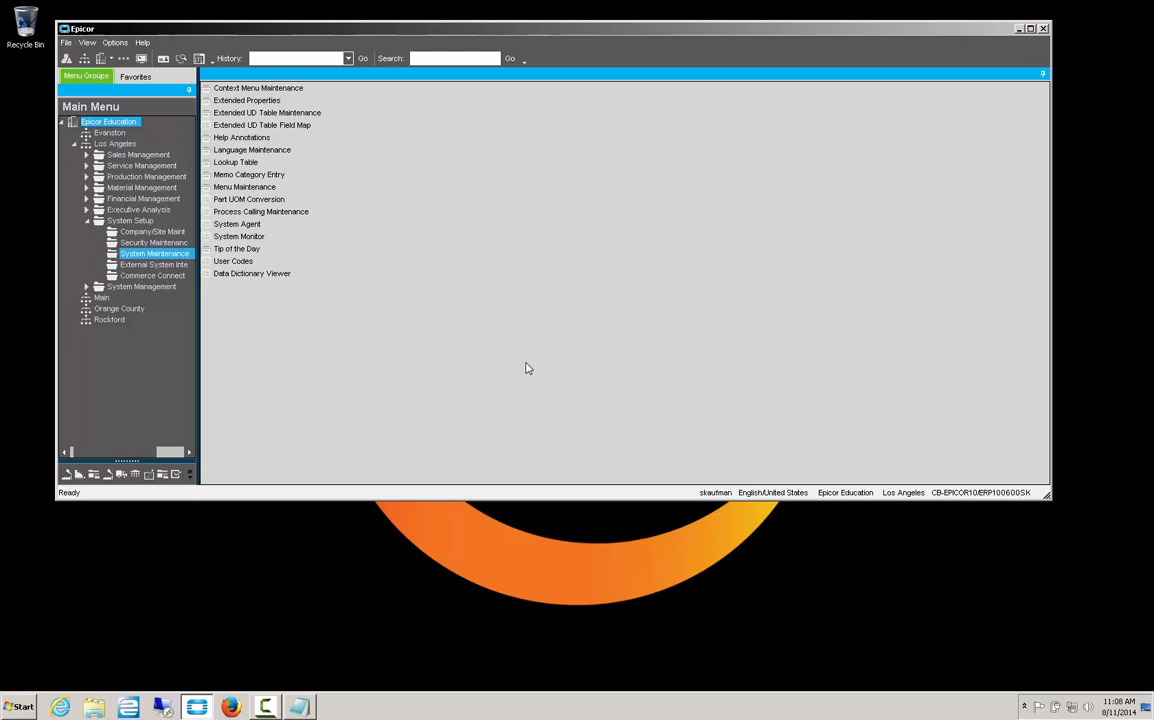 Recycle Bin
Epicor
File View Options Help
History: Go Search: Go
Menu Groups Favorites
Main Menu
Epicor Education
Evanston
Los Angeles
Sales Management
Service Management
Production Management
Material Management
Financial Management
Executive Analysis
System Setup
Company/Site Maint
Security Maintenanc
System Maintenance
External System Inte
Commerce Connect
System Management
Main
Orange County
Rockford
Context Menu Maintenance
Extended Properties
Extended UD Table Maintenance
Extended UD Table Field Map
Help Annotations
Language Maintenance
Lookup Table
Memo Category Entry
Menu Maintenance
Part UOM Conversion
Process Calling Maintenance
System Agent
System Monitor
Tip of the Day
User Codes
Data Dictionary Viewer
Ready skaufman English/United States Epicor Education Los Angeles CB-EPICOR10/ERP100600SK
Start
11:08 AM
8/11/2014